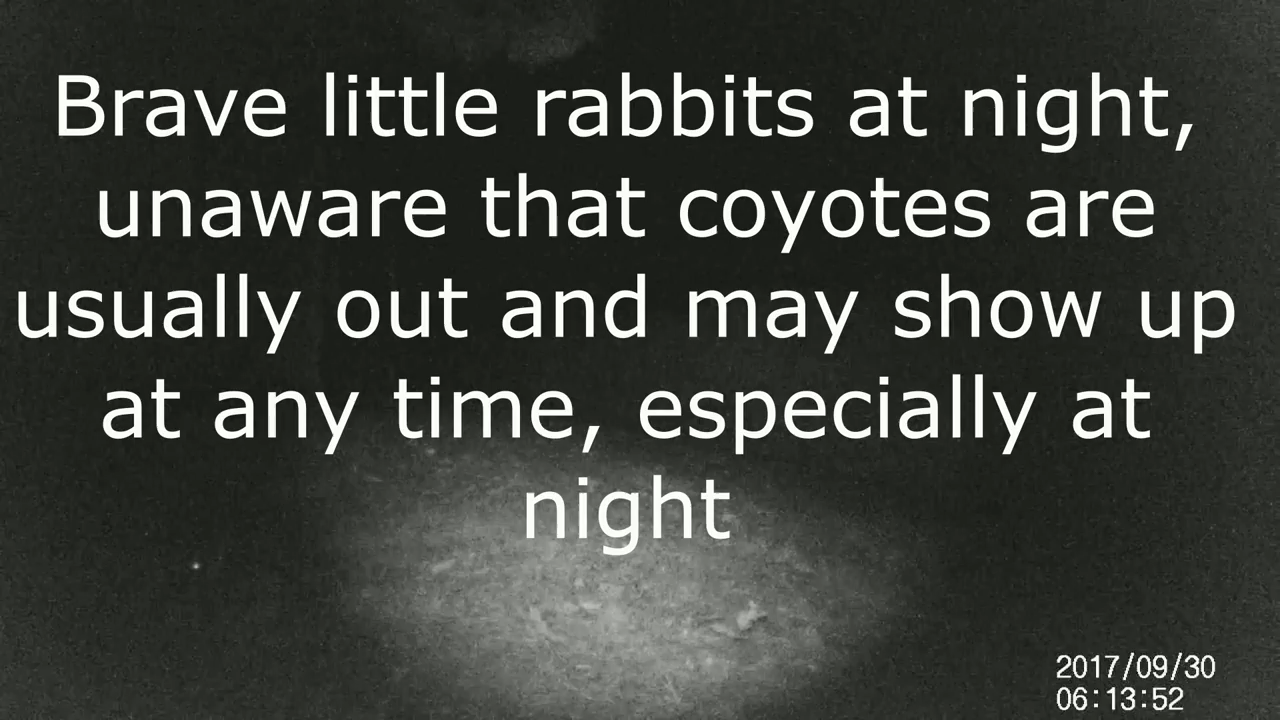 Brave little rabbits at night,
unaware that coyotes are
usually out and may show up
at any time, especially at
night
2017/09/30
06:13:52